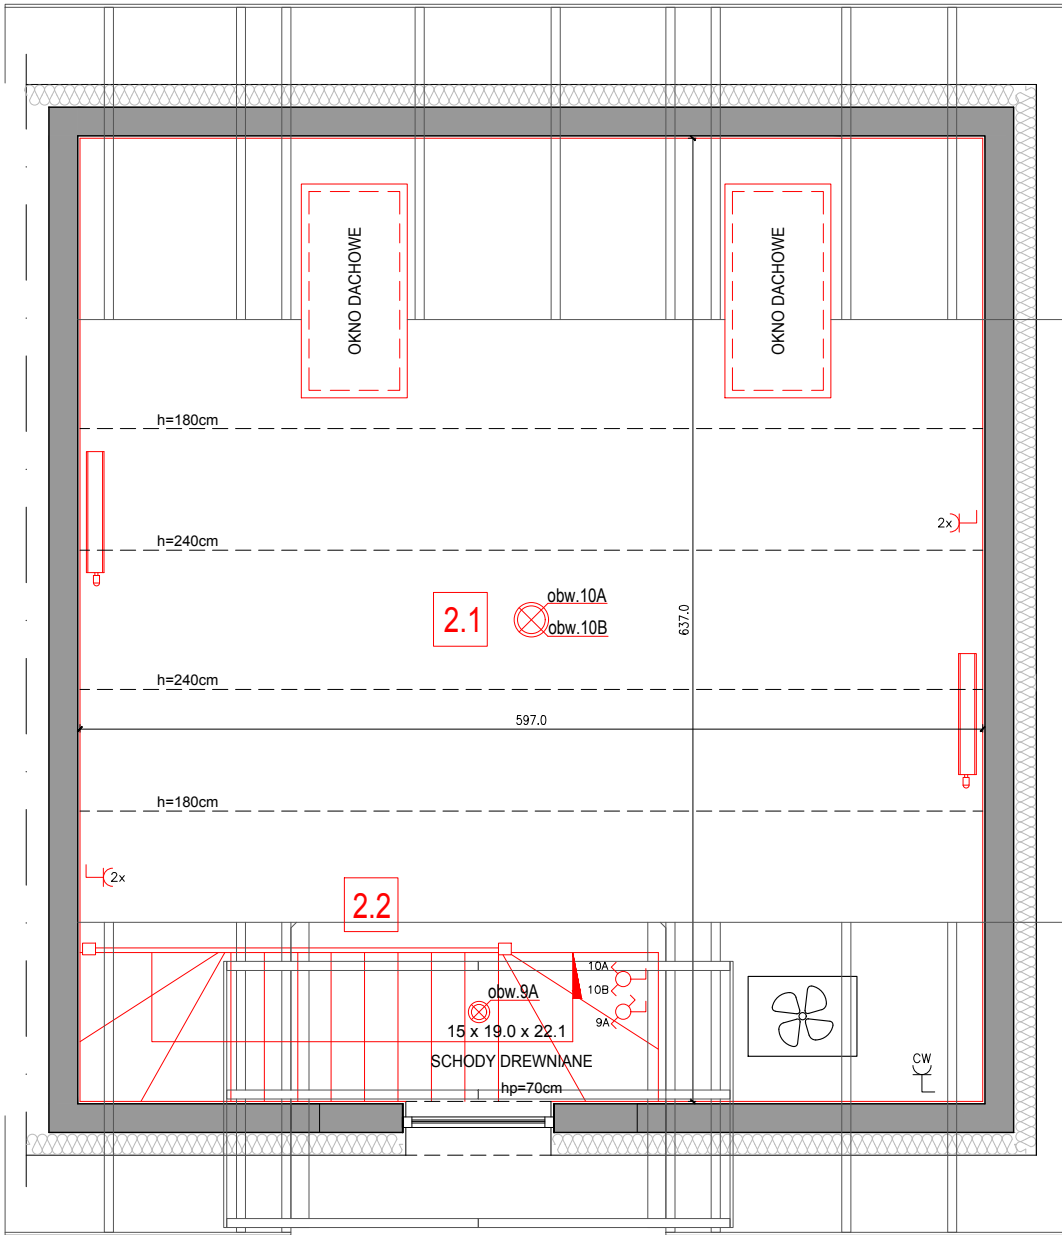 OKNO DACHOWE
OKNO DACHOWE
h=180cm
2x
h=240cm
obw.10A
2.1
obw.10B
637.0
h=240cm
597.0
h=180cm
2x
2.2
10A
obw.9A
10B
9A
15 x 19.0 x 22.1
SCHODY DREWNIANE
CW
hp=70cm